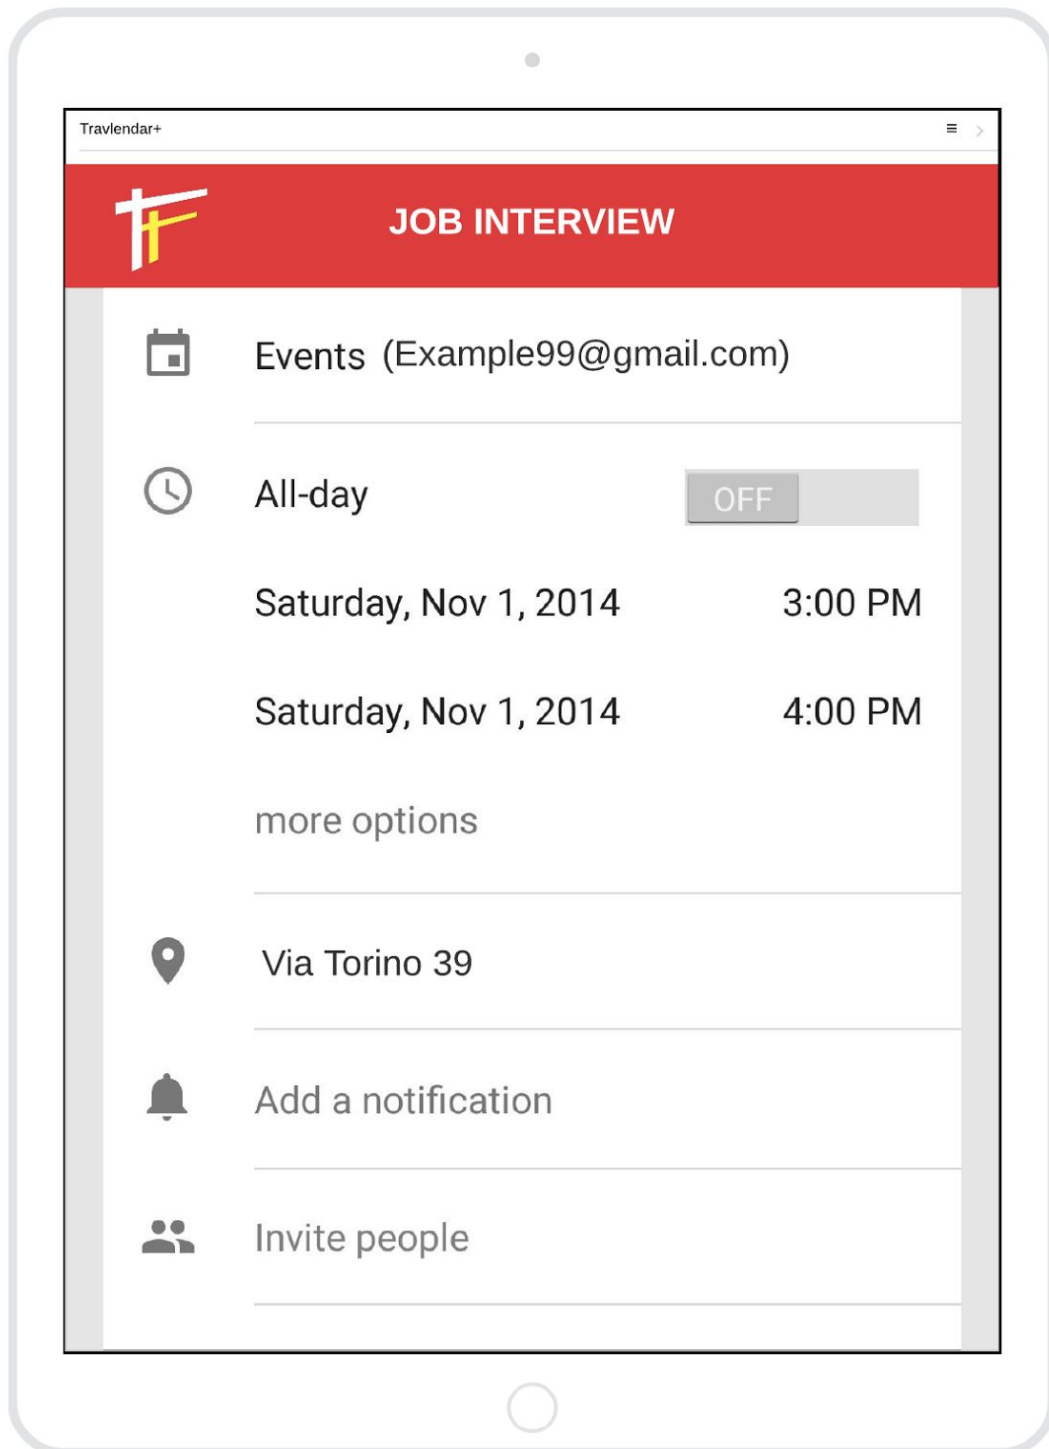 Travlendar+
JOB INTERVIEW
Events (Example99@gmail.com)
All-day OFF
Saturday, Nov 1, 2014 3:00 PM
Saturday, Nov 1, 2014 4:00 PM
more options
Via Torino 39
Add a notification
Invite people